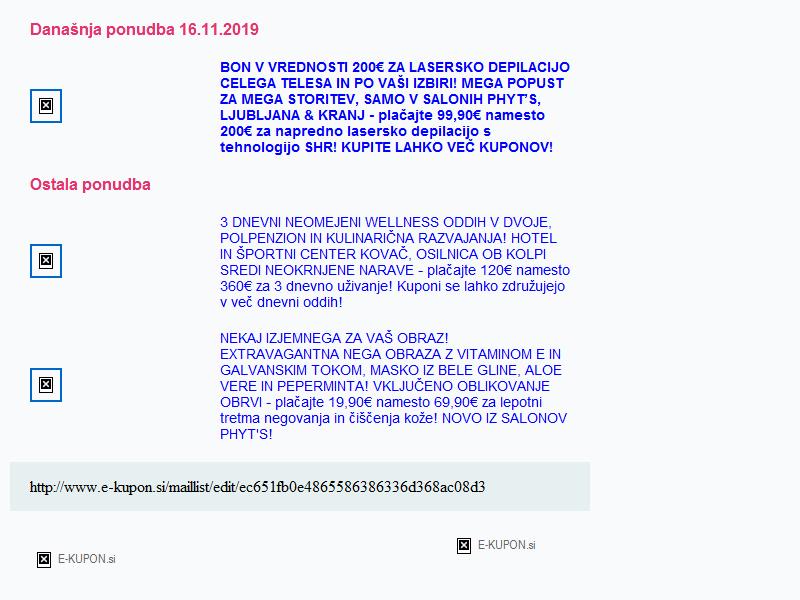 Današnja ponudba 16.11.2019
BON V VREDNOSTI 200€ ZA LASERSKO DEPILACIJO
CELEGA TELESA IN PO VAŠI IZBIRI! MEGA POPUST
ZA MEGA STORITEV, SAMO V SALONIH PHYT'S,
LJUBLJANA & KRANJ - plačajte 99,90€ namesto
200€ za napredno lasersko depilacijo s
tehnologijo SHR! KUPITE LAHKO VEČ KUPONOV!
Ostala ponudba
3 DNEVNI NEOMEJENI WELLNESS ODDIH V DVOJE,
POLPENZION IN KULINARIČNA RAZVAJANJA! HOTEL
IN ŠPORTNI CENTER KOVAČ, OSILNICA OB KOLPI
SREDI NEOKRNJENE NARAVE - plačajte 120€ namesto
360€ za 3 dnevno uživanje! Kuponi se lahko združujejo
v več dnevni oddih!
NEKAJ IZJEMNEGA ZA VAŠ OBRAZ!
EXTRAVAGANTNA NEGA OBRAZA Z VITAMINOM E IN
GALVANSKIM TOKOM, MASKO IZ BELE GLINE, ALOE
VERE IN PEPERMINTA! VKLJUČENO OBLIKOVANJE
OBRVI - plačajte 19,90€ namesto 69,90€ za lepotni
tretma negovanja in čiščenja kože! NOVO IZ SALONOV
PHYT'S!
http://www.e-kupon.si/maillist/edit/ec651fb0e4865586386336d368ac08d3
E-KUPON.si
E-KUPON.si